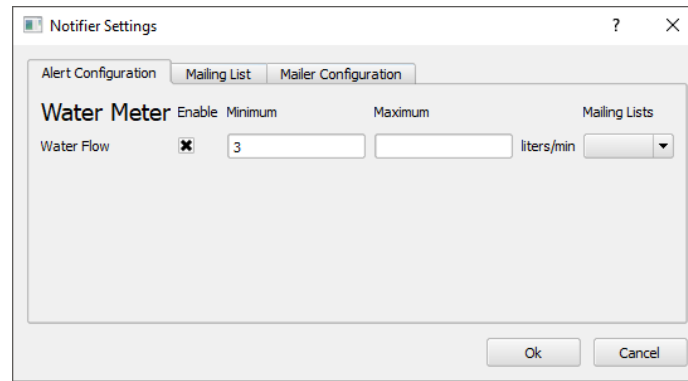 Notifier Settings
Alert Configuration Mailing List Mailer Configuration
Water Meter Enable Minimum Maximum Mailing Lists
Water Flow 3 liters/min
Ok Cancel